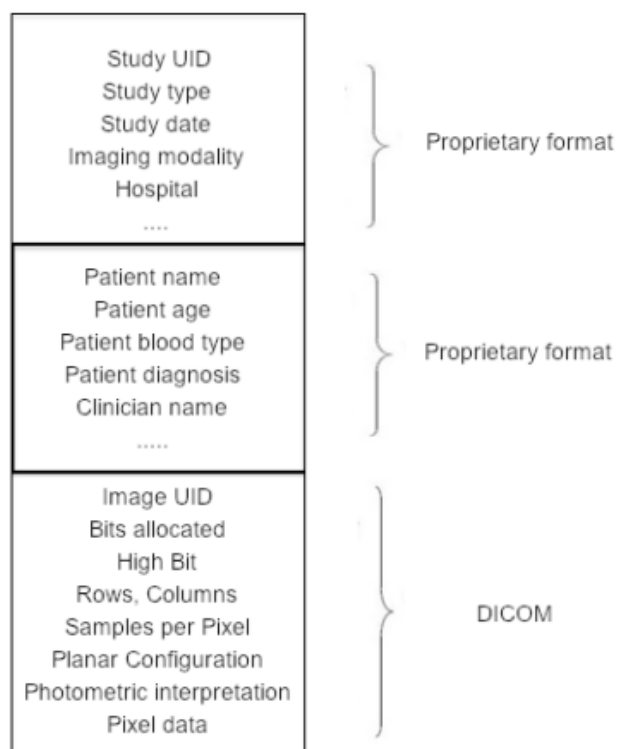 Study UID
Study type
Study date
Imaging modality
Hospital
....
Proprietary format
Patient name
Patient age
Patient blood type
Patient diagnosis
Clinician name
.....
Proprietary format
Image UID
Bits allocated
High Bit
Rows, Columns
Samples per Pixel
Planar Configuration
Photometric interpretation
Pixel data
DICOM